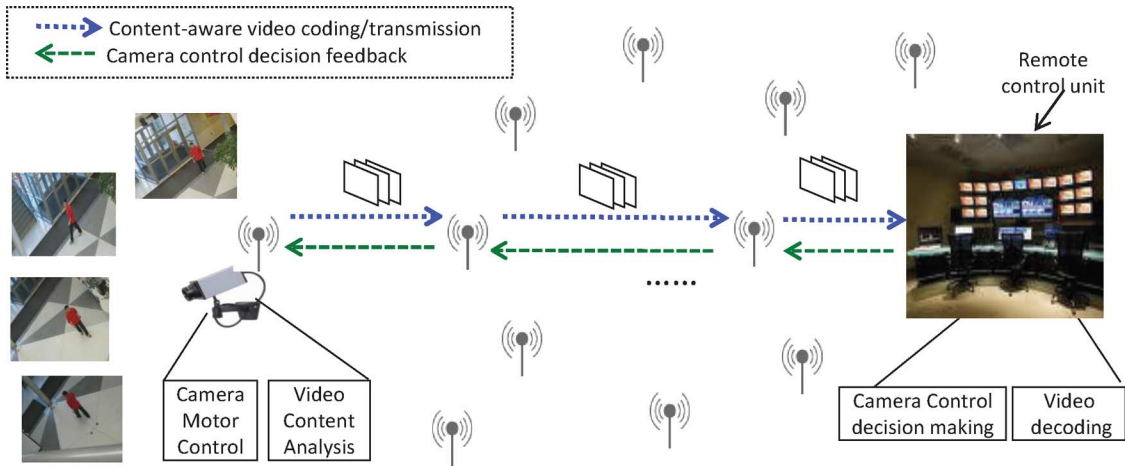 Content-aware video coding/transmission
Camera control decision feedback
Remote
control unit
......
Camera
Motor
Control
Video
Content
Analysis
Camera Control
decision making
Video
decoding